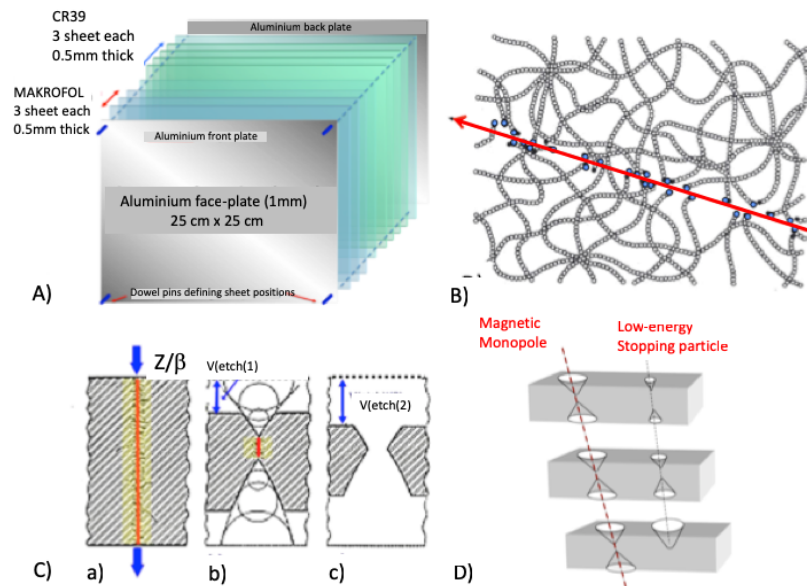 CR39
3 sheet each
0.5mm thick
Aluminium back plate
MAKROFOL
3 sheet each
0.5mm thick
Aluminium front plate
Aluminium face-plate (1mm)
25 cm x 25 cm
Dowel pins defining sheet positions
A)
B)
Z/β
V(etch(1)
V(etch(2)
C)
a)
b)
c)
Magnetic
Monopole
Low-energy
Stopping particle
D)